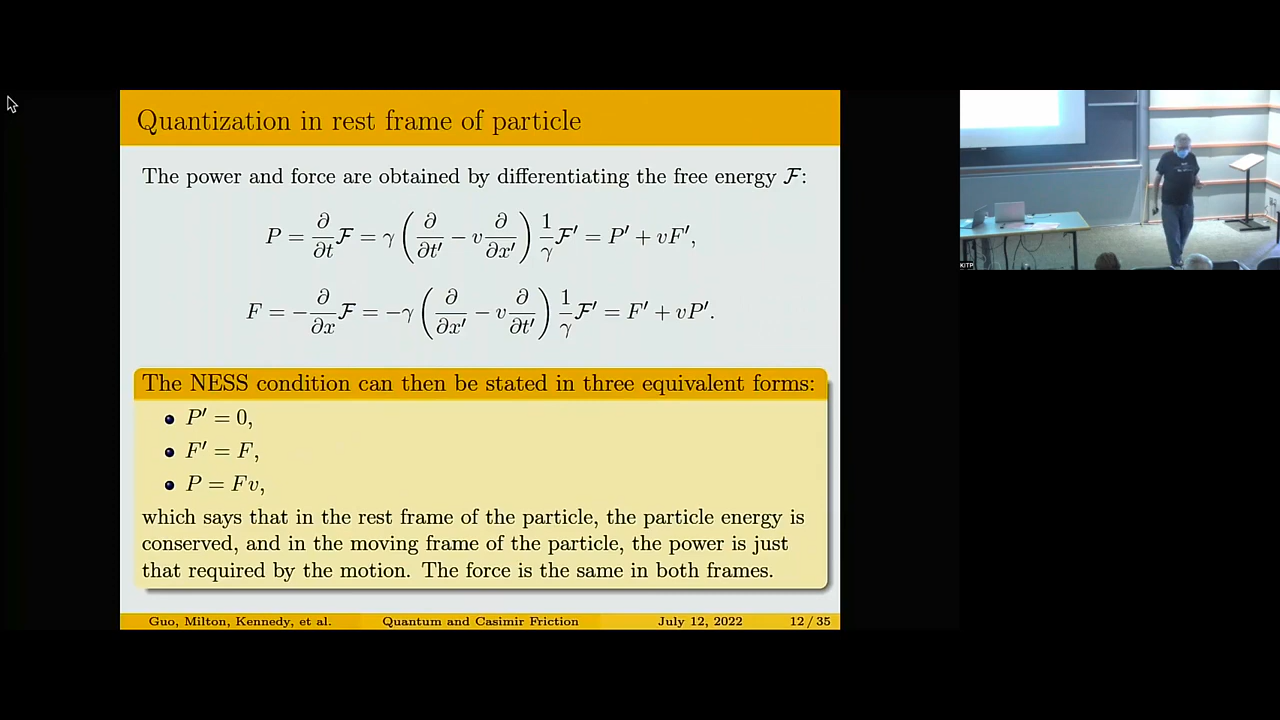 Quantization in rest frame of particle
The power and force are obtained by differentiating the free energy ℱ:
P = ∂/∂t ℱ = γ (∂/∂t′ − v ∂/∂x′) 1/γ ℱ′ = P′ + vF′,
F = − ∂/∂x ℱ = −γ (∂/∂x′ − v ∂/∂t′) 1/γ ℱ′ = F′ + vP′.
The NESS condition can then be stated in three equivalent forms:
• P′ = 0,
• F′ = F,
• P = Fv,
which says that in the rest frame of the particle, the particle energy is
conserved, and in the moving frame of the particle, the power is just
that required by the motion. The force is the same in both frames.
Guo, Milton, Kennedy, et al. Quantum and Casimir Friction July 12, 2022 12 / 35
KITP